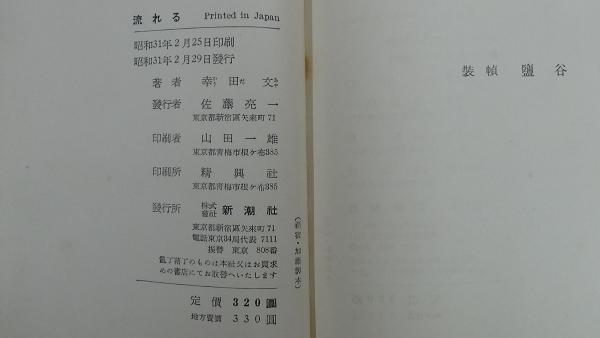 流れる Printed in Japan
昭和31年2月25日印刷
昭和31年2月29日發行
著者 幸田文
發行者 佐藤亮一
東京都新宿區矢來町71
印刷者 山田一雄
東京都青梅市根ケ布385
印刷所 精興社
東京都青梅市根ケ布385
發行所 株式會社 新潮社
東京都新宿區矢來町71
電話東京34局代表7111
振替 東京 808番
亂丁落丁のものは本社又はお買求
めの書店にてお取替へいたします
定價 320圓
地方賣價 330圓
(新宿・加藤製本)
裝幀 鹽谷